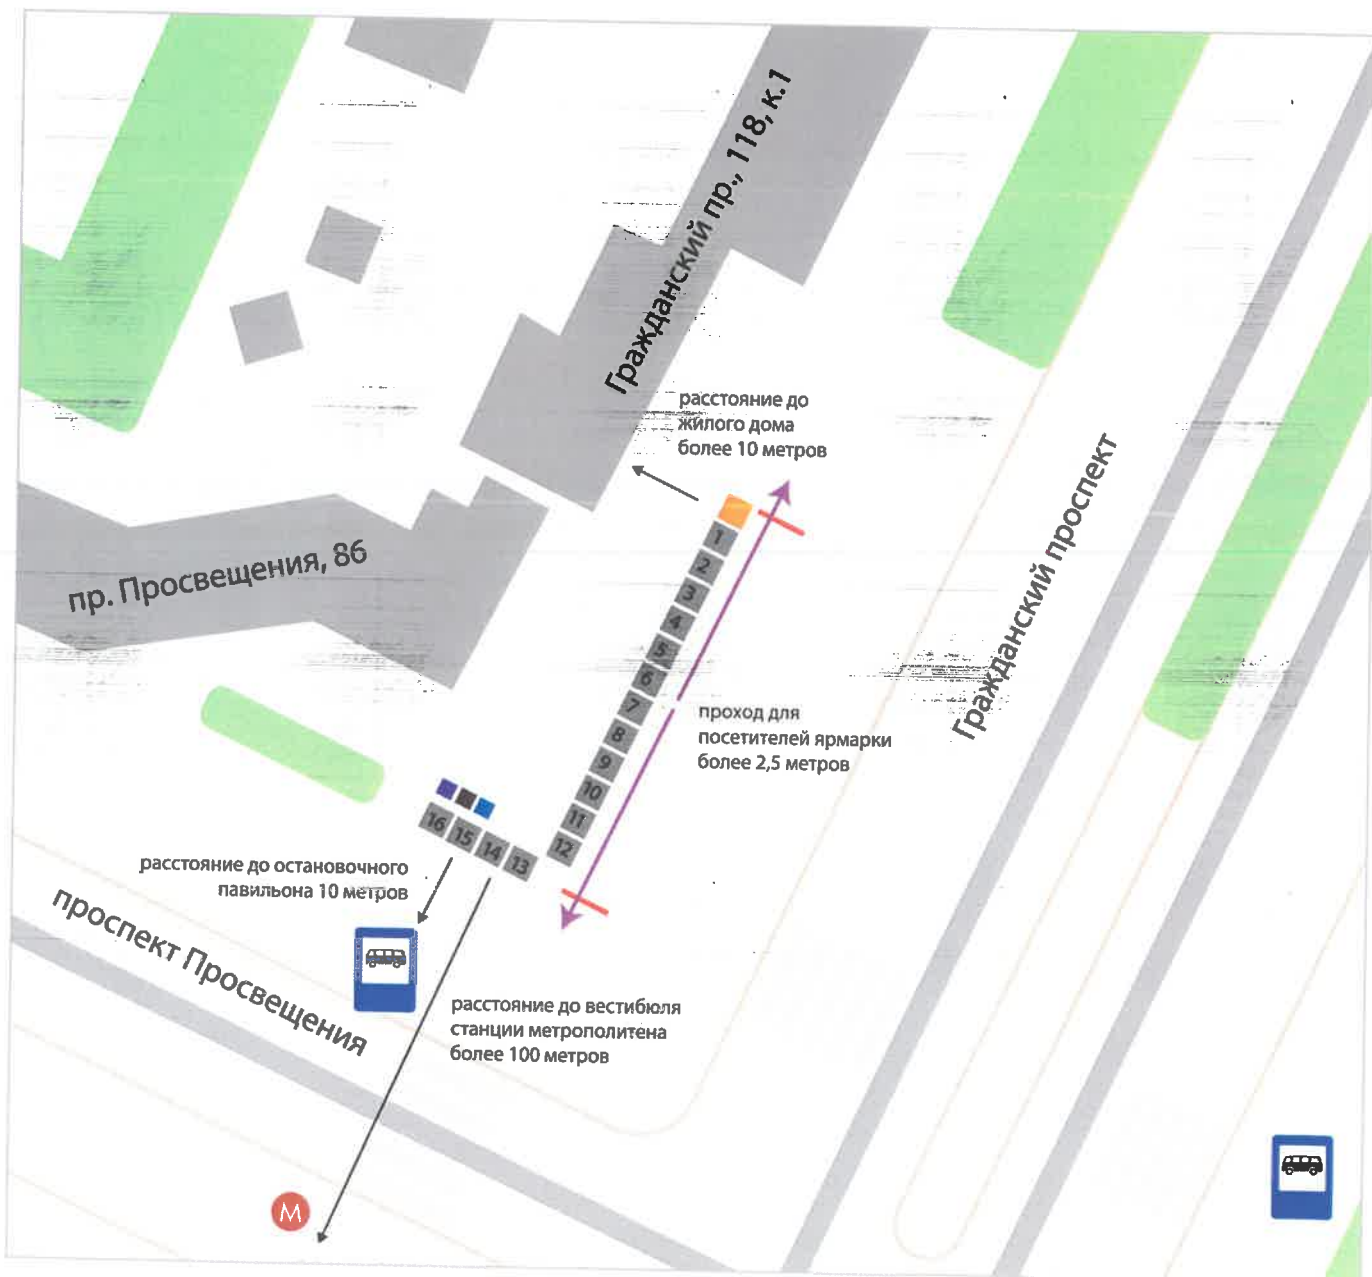 Гражданский пр., 118, к.1
расстояние до
жилого дома
более 10 метров
Гражданский проспект
пр. Просвещения, 86
1
2
3
4
5
6
7
8
9
10
11
12
проход для
посетителей ярмарки
более 2,5 метров
16
15
14
13
расстояние до остановочного
павильона 10 метров
проспект Просвещения
расстояние до вестибюля
станции метрополитена
более 100 метров
М